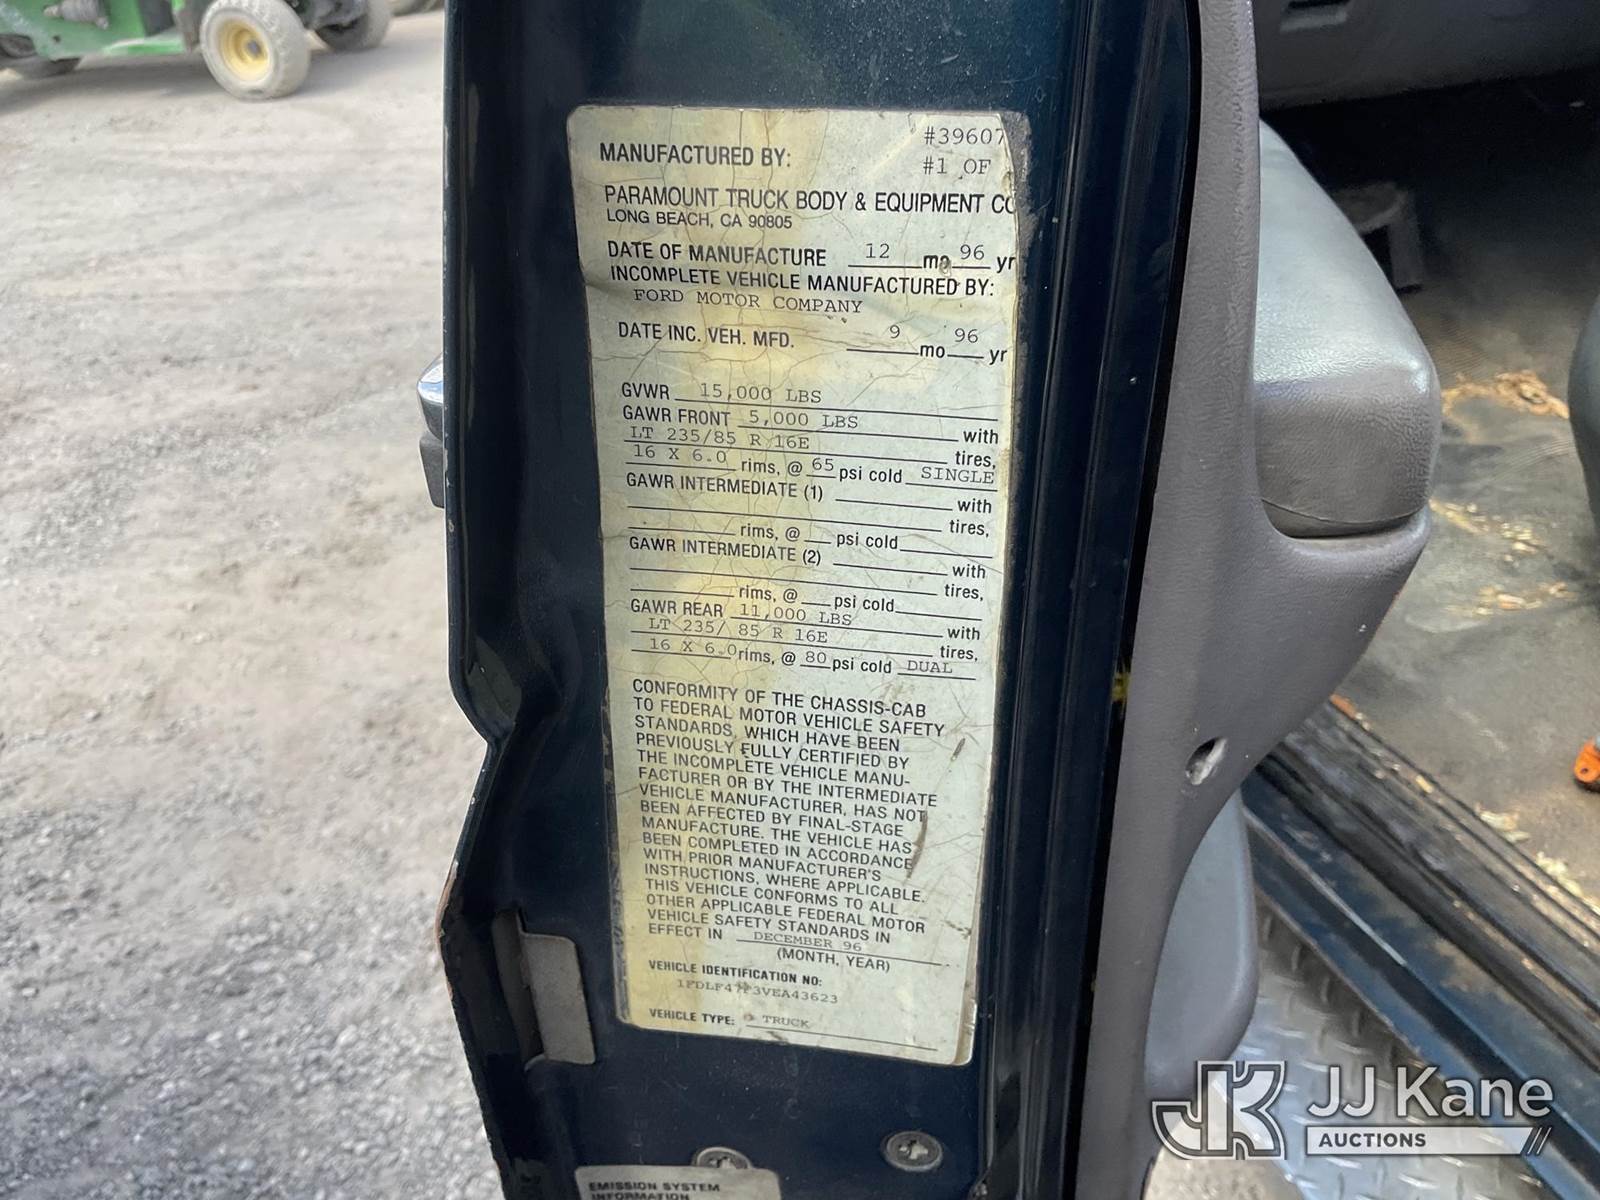 #39607
MANUFACTURED BY: #1 OF
PARAMOUNT TRUCK BODY & EQUIPMENT CO
LONG BEACH, CA 90805
DATE OF MANUFACTURE 12 mo 96 yr
INCOMPLETE VEHICLE MANUFACTURED BY:
FORD MOTOR COMPANY
DATE INC. VEH. MFD. 9 mo 96 yr
GVWR 15,000 LBS
GAWR FRONT 5,000 LBS with
LT 235/85 R 16E tires,
16 X 6.0 rims, @ 65 psi cold SINGLE
GAWR INTERMEDIATE (1) with
tires,
rims, @ psi cold
GAWR INTERMEDIATE (2) with
tires,
rims, @ psi cold
GAWR REAR 11,000 LBS with
LT 235/ 85 R 16E tires,
16 X 6.0 rims, @ 80 psi cold DUAL
CONFORMITY OF THE CHASSIS-CAB
TO FEDERAL MOTOR VEHICLE SAFETY
STANDARDS, WHICH HAVE BEEN
PREVIOUSLY FULLY CERTIFIED BY
THE INCOMPLETE VEHICLE MANU-
FACTURER OR BY THE INTERMEDIATE
VEHICLE MANUFACTURER, HAS NOT
BEEN AFFECTED BY FINAL-STAGE
MANUFACTURE. THE VEHICLE HAS
BEEN COMPLETED IN ACCORDANCE
WITH PRIOR MANUFACTURER'S
INSTRUCTIONS, WHERE APPLICABLE.
THIS VEHICLE CONFORMS TO ALL
OTHER APPLICABLE FEDERAL MOTOR
VEHICLE SAFETY STANDARDS IN
EFFECT IN DECEMBER 96
(MONTH, YEAR)
VEHICLE IDENTIFICATION NO:
VEHICLE TYPE: TRUCK
EMISSION SYSTEM
INFORMATION
JK JJ Kane
AUCTIONS